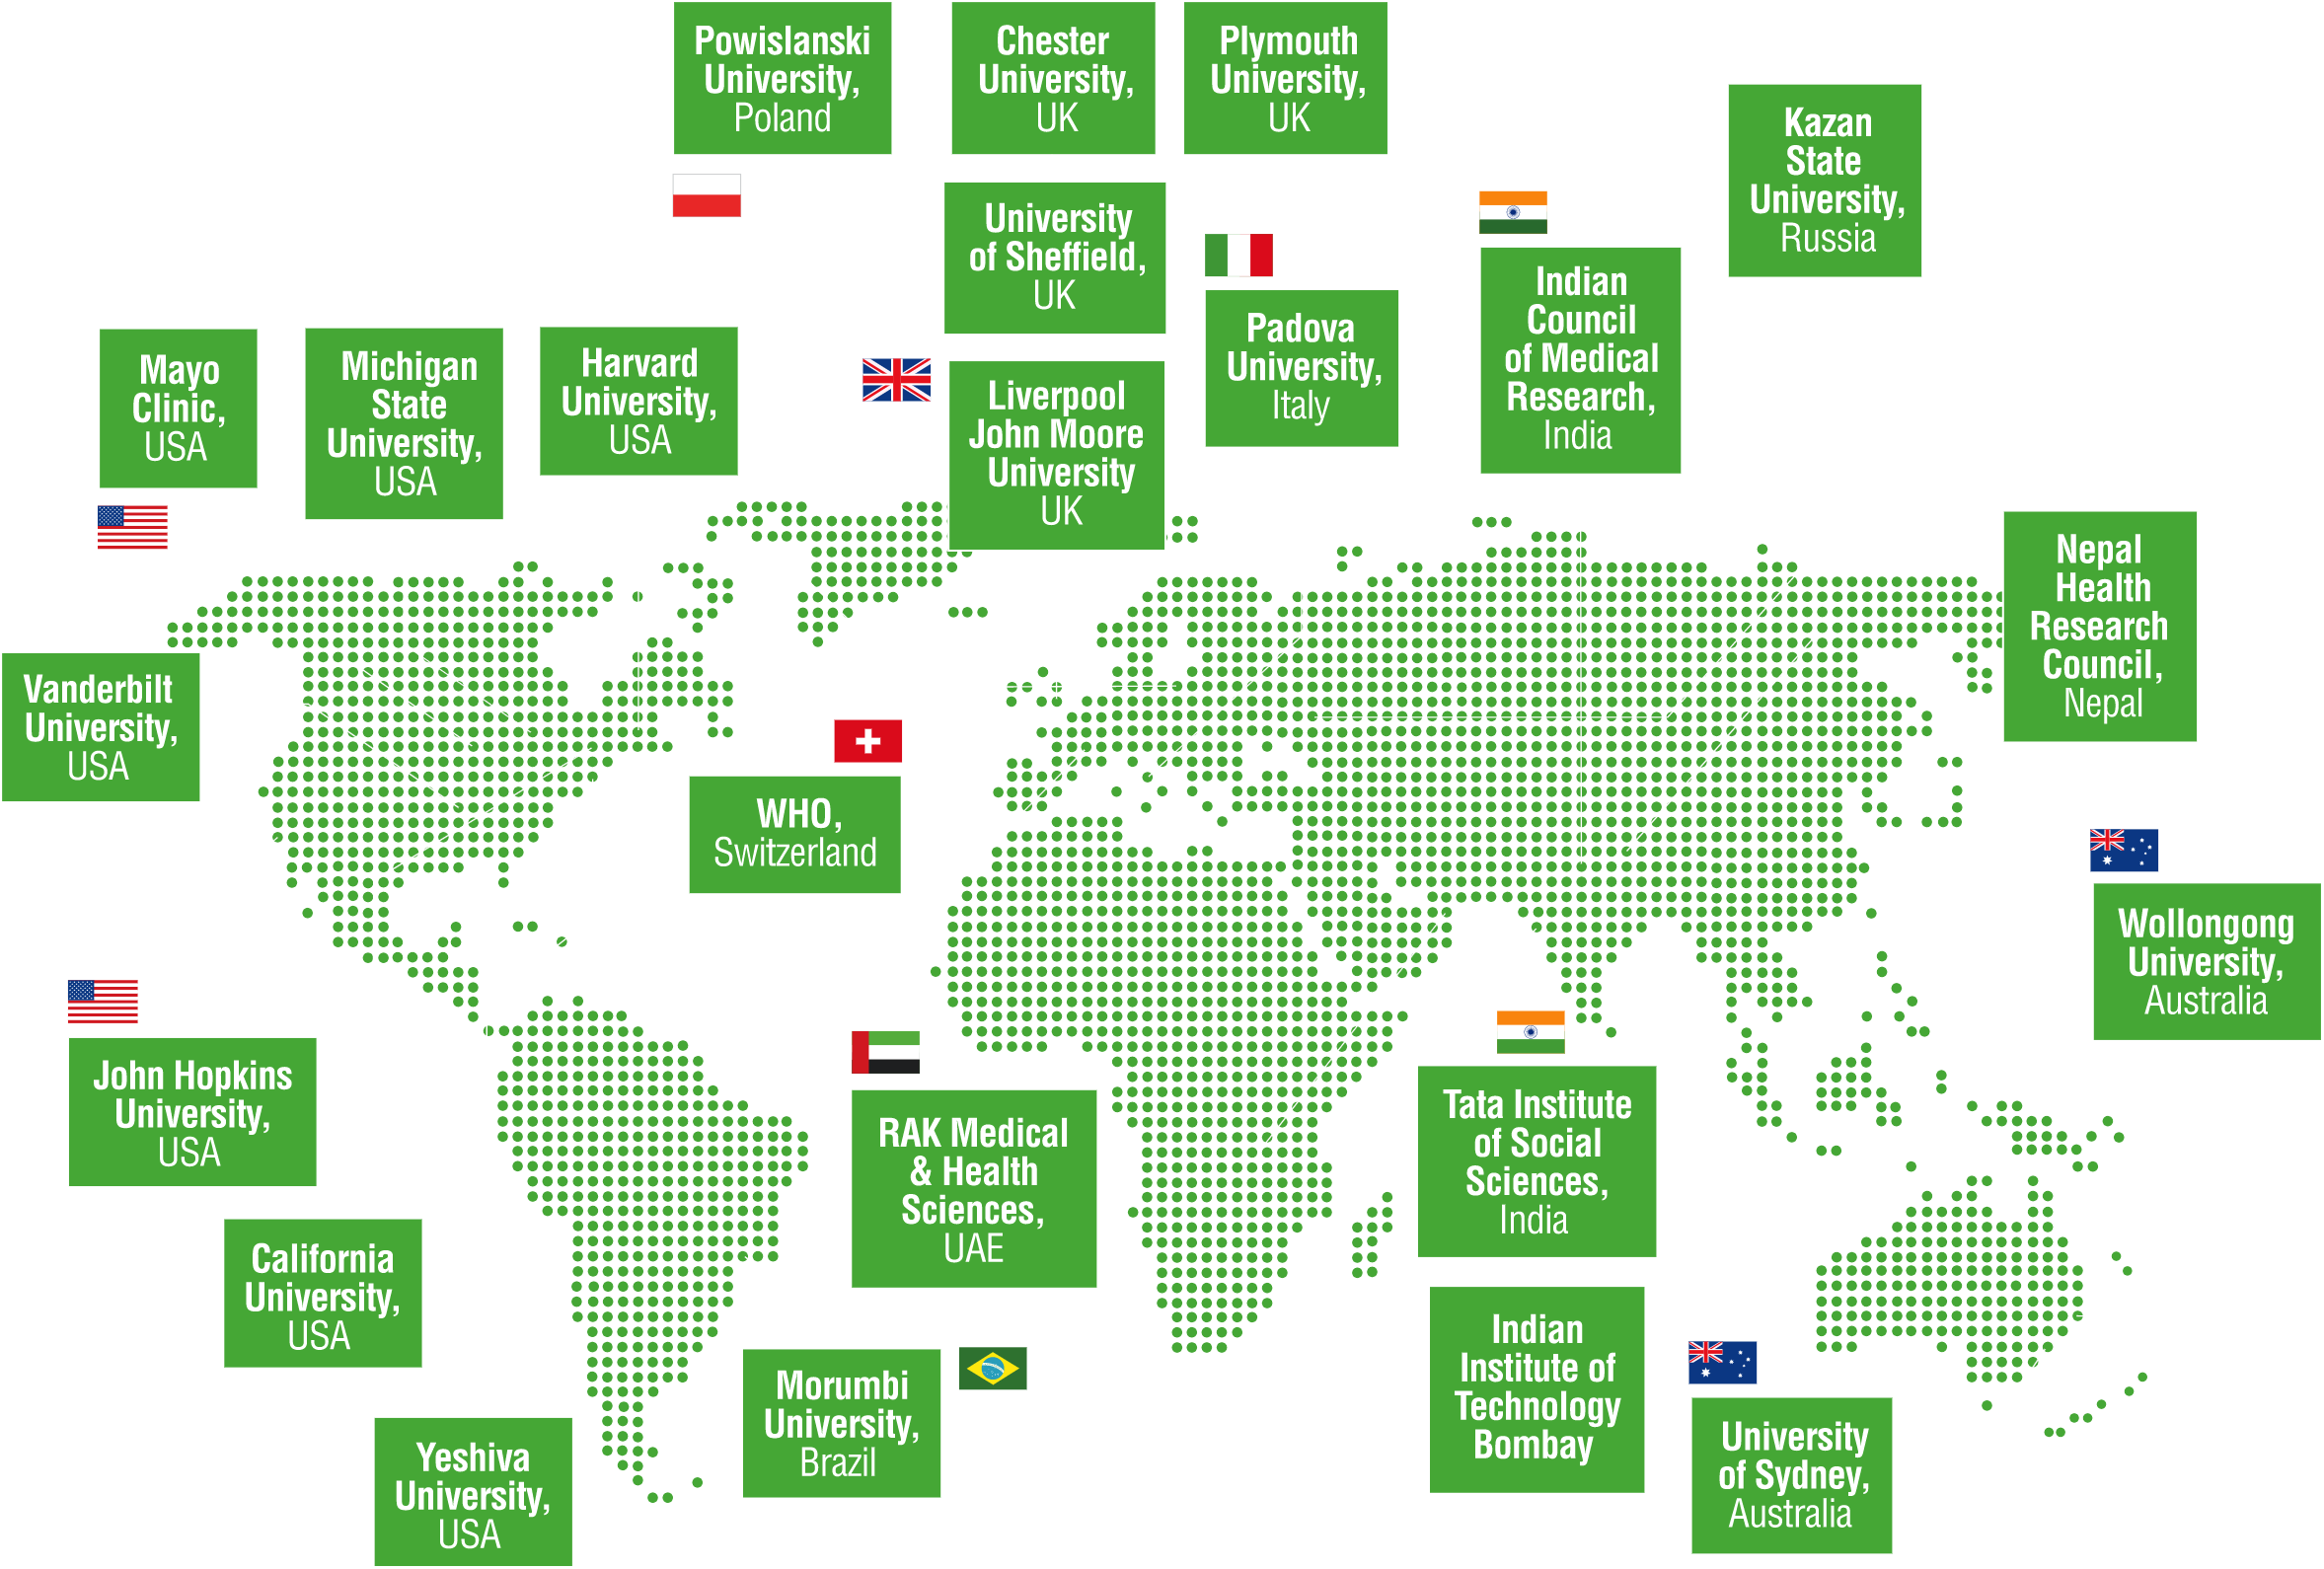 Powislanski
University,
Poland
Chester
University,
UK
Plymouth
University,
UK
Kazan
State
University,
Russia
University
of Sheffield,
UK
Padova
University,
Italy
Indian
Council
of Medical
Research,
India
Mayo
Clinic,
USA
Michigan
State
University,
USA
Harvard
University,
USA
Liverpool
John Moore
University
UK
Nepal
Health
Research
Council,
Nepal
Vanderbilt
University,
USA
WHO,
Switzerland
Wollongong
University,
Australia
John Hopkins
University,
USA
RAK Medical
& Health
Sciences,
UAE
Tata Institute
of Social
Sciences,
India
California
University,
USA
Indian
Institute of
Technology
Bombay
Morumbi
University,
Brazil
University
of Sydney,
Australia
Yeshiva
University,
USA